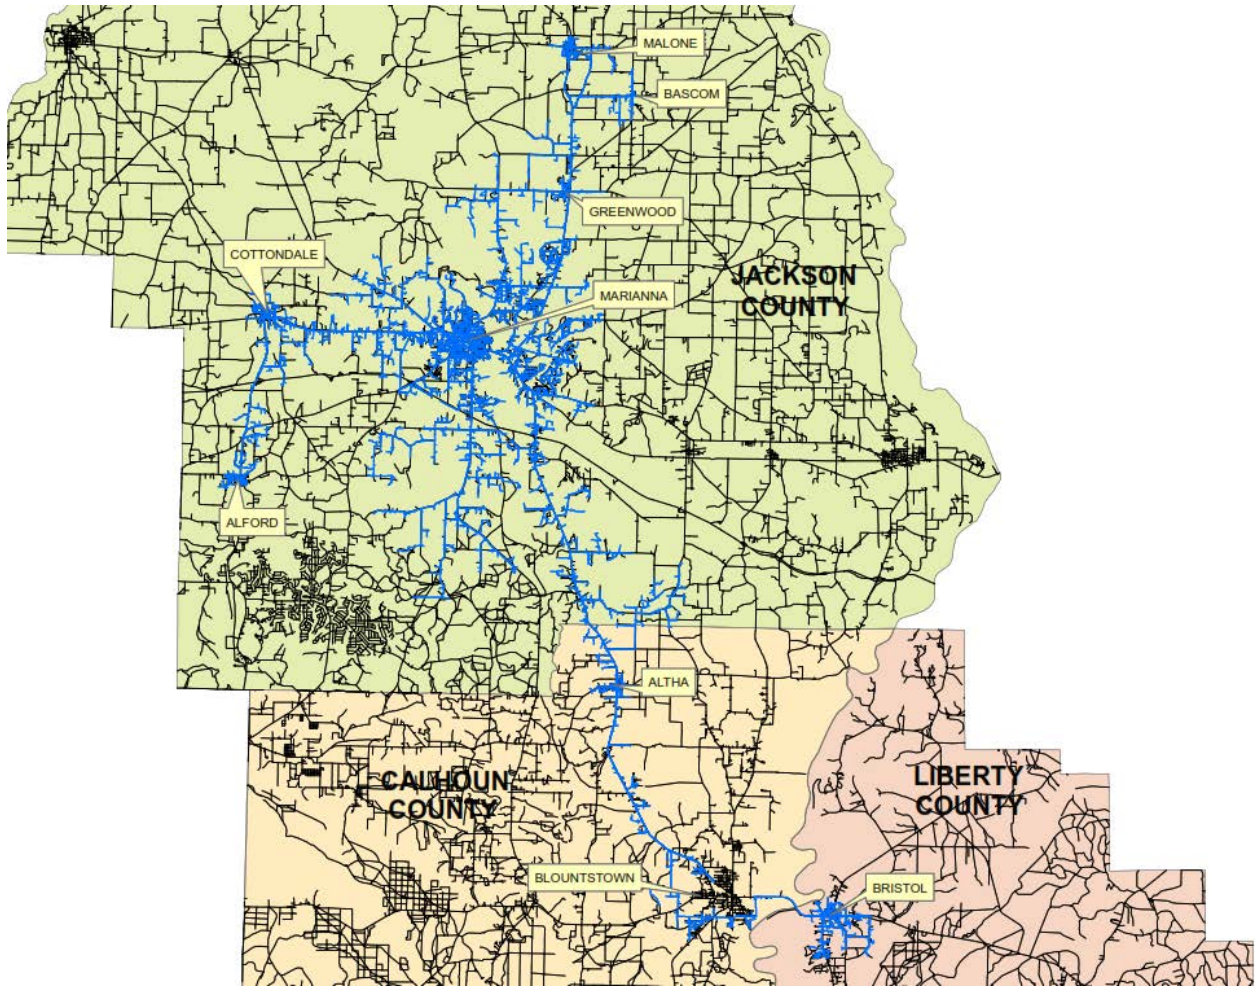 MALONE
BASCOM
GREENWOOD
COTTONDALE
JACKSON
COUNTY
MARIANNA
ALFORD
ALTHA
CALHOUN
COUNTY
LIBERTY
COUNTY
BLOUNTSTOWN
BRISTOL